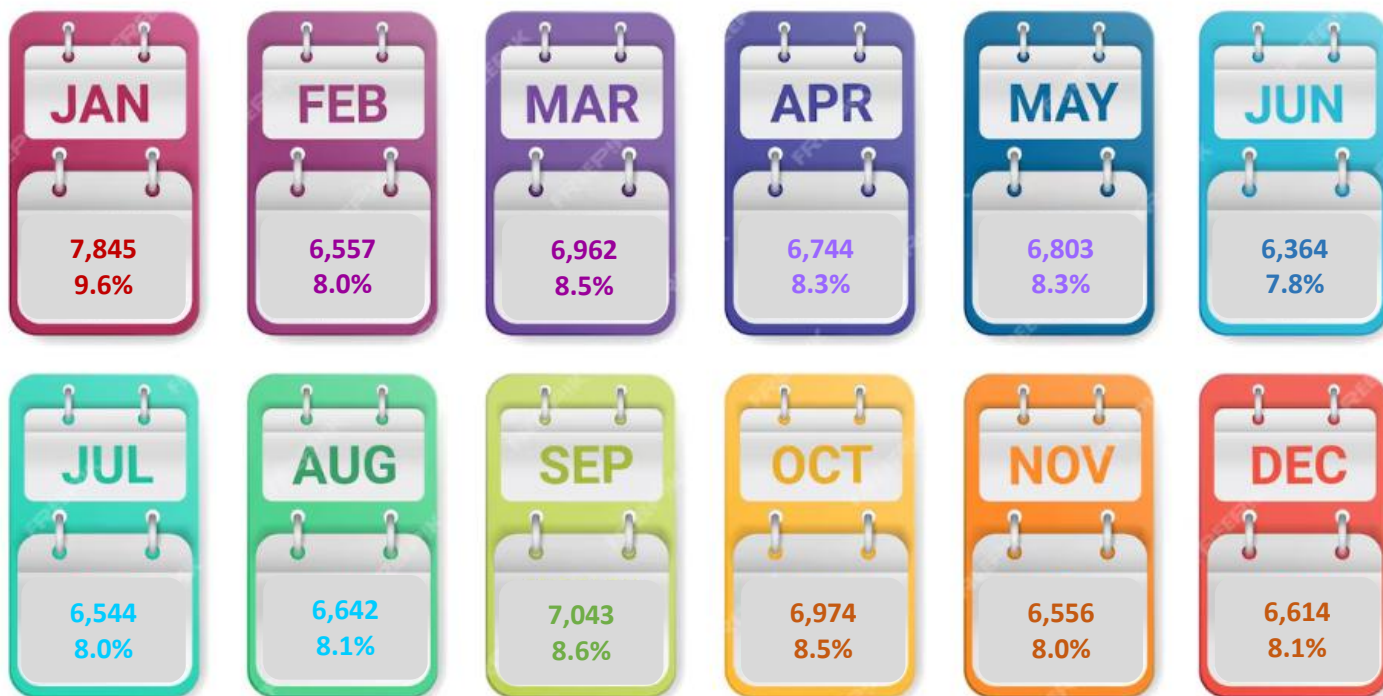 JAN
FEB
MAR
APR
MAY
JUN
7,845
9.6%
6,557
8.0%
6,962
8.5%
6,744
8.3%
6,803
8.3%
6,364
7.8%
JUL
AUG
SEP
OCT
NOV
DEC
6,544
8.0%
6,642
8.1%
7,043
8.6%
6,974
8.5%
6,556
8.0%
6,614
8.1%